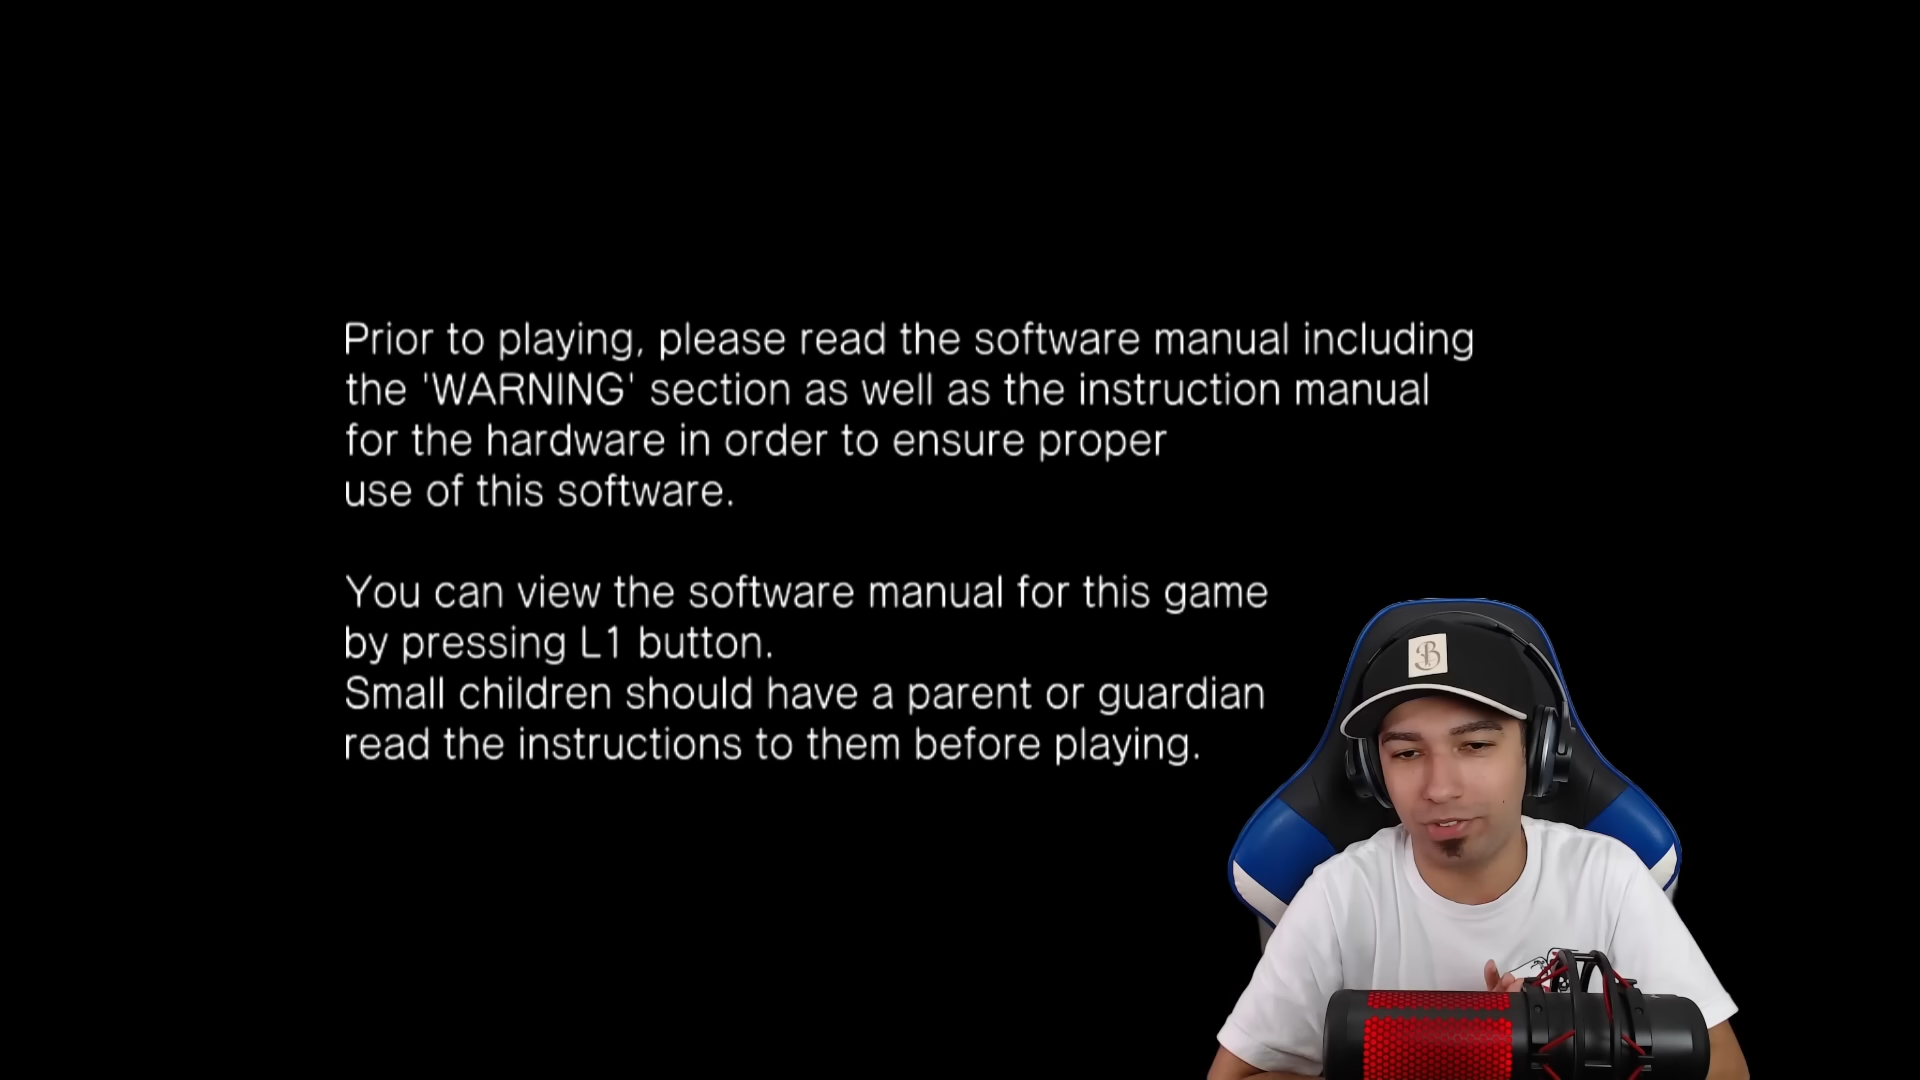 Prior to playing, please read the software manual including
the 'WARNING' section as well as the instruction manual
for the hardware in order to ensure proper
use of this software.
You can view the software manual for this game
by pressing L1 button.
Small children should have a parent or guardian
read the instructions to them before playing.
B